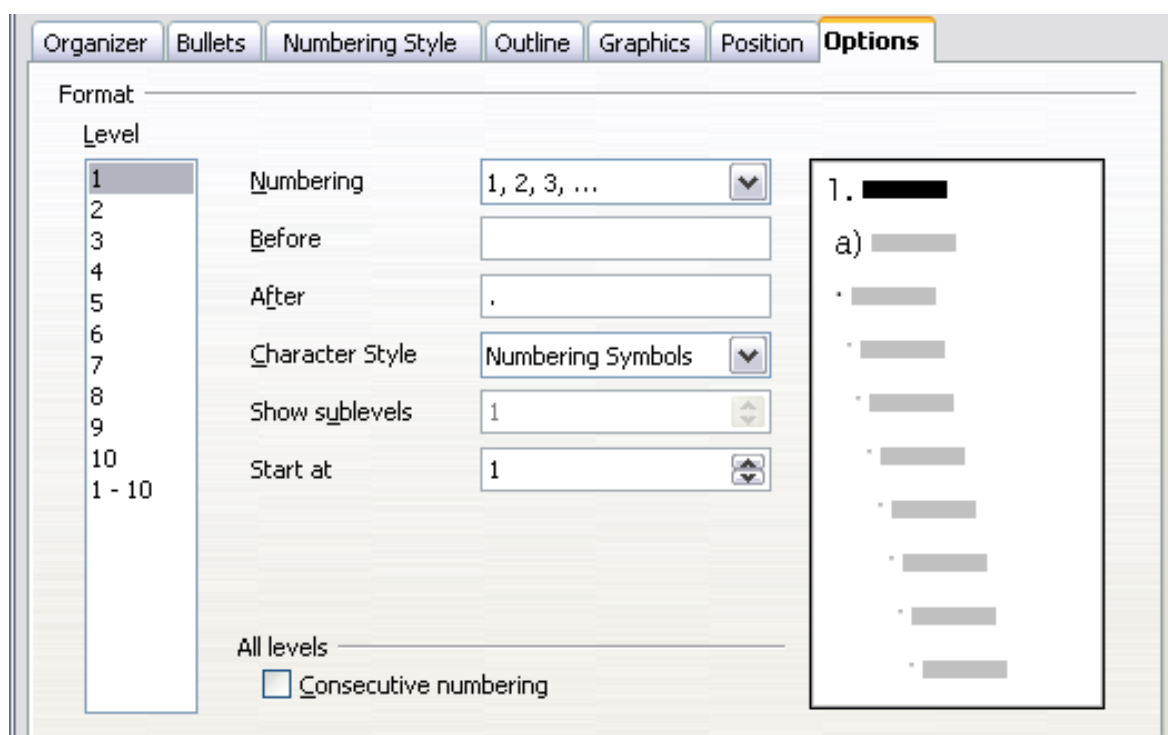 Organizer Bullets Numbering Style Outline Graphics Position Options
Format
Level
1
2
3
4
5
6
7
8
9
10
1 - 10
Numbering 1, 2, 3, ...
Before
After .
Character Style Numbering Symbols
Show sublevels 1
Start at 1
All levels
Consecutive numbering
1.
a)